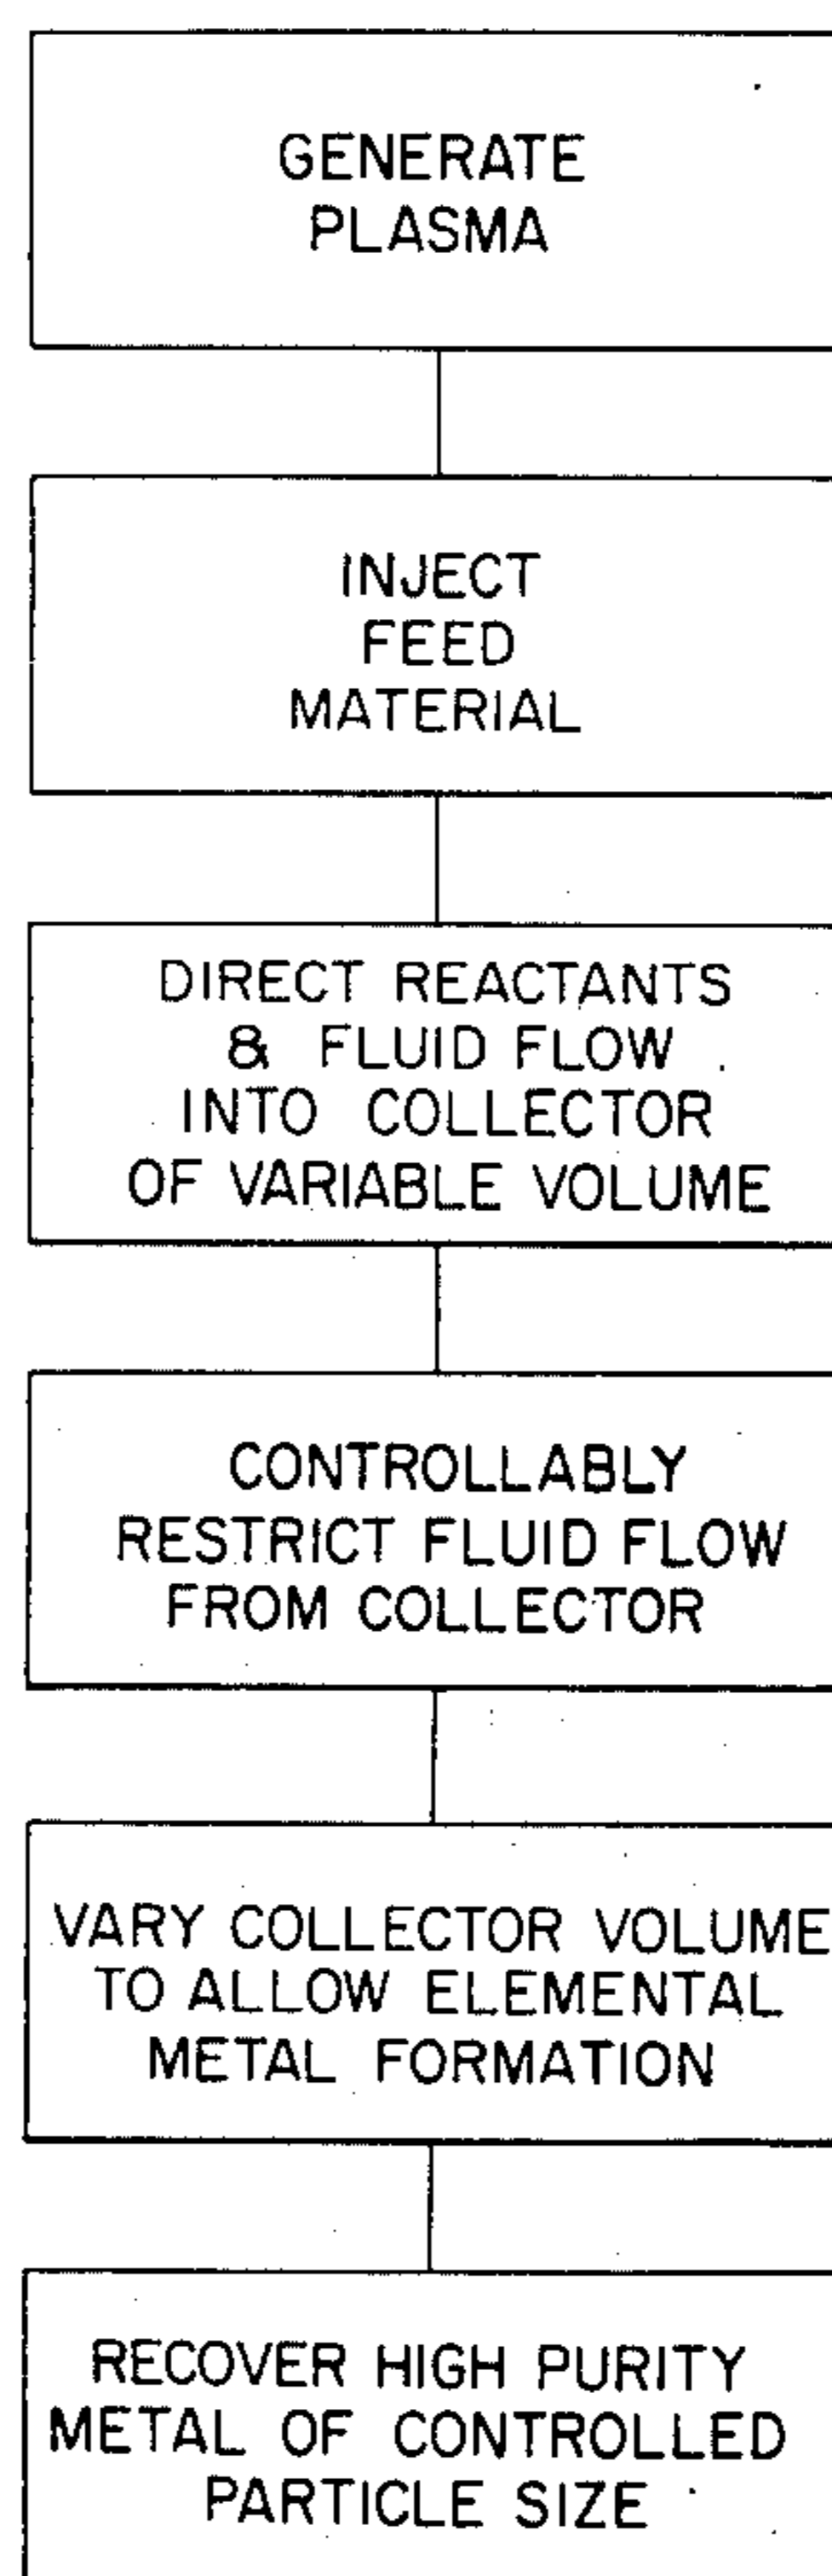 GENERATE
PLASMA
INJECT
FEED
MATERIAL
DIRECT REACTANTS
& FLUID FLOW
INTO COLLECTOR
OF VARIABLE VOLUME
CONTROLLABLY
RESTRICT FLUID FLOW
FROM COLLECTOR
VARY COLLECTOR VOLUME
TO ALLOW ELEMENTAL
METAL FORMATION
RECOVER HIGH PURITY
METAL OF CONTROLLED
PARTICLE SIZE